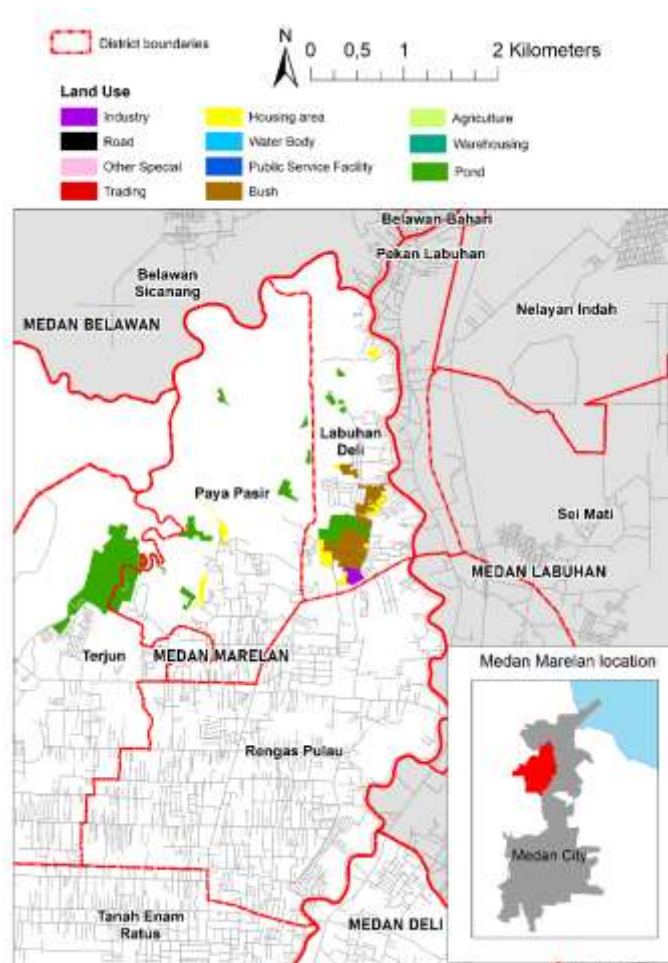 District boundaries
N
0 0,5 1 2 Kilometers
Land Use
Industry
Housing area
Agriculture
Road
Water Body
Warehousing
Other Special
Public Service Facility
Pond
Trading
Bush
Belawan Bahari
Pekan Labuhan
Belawan
Sicanang
Nelayan Indah
MEDAN BELAWAN
Labuhan
Deli
Paya Pasir
Sei Mati
MEDAN LABUHAN
Terjun
MEDAN MARELAN
Medan Marelan location
Rengas Pulau
Medan City
Tanah Enam
Ratus
MEDAN DELI